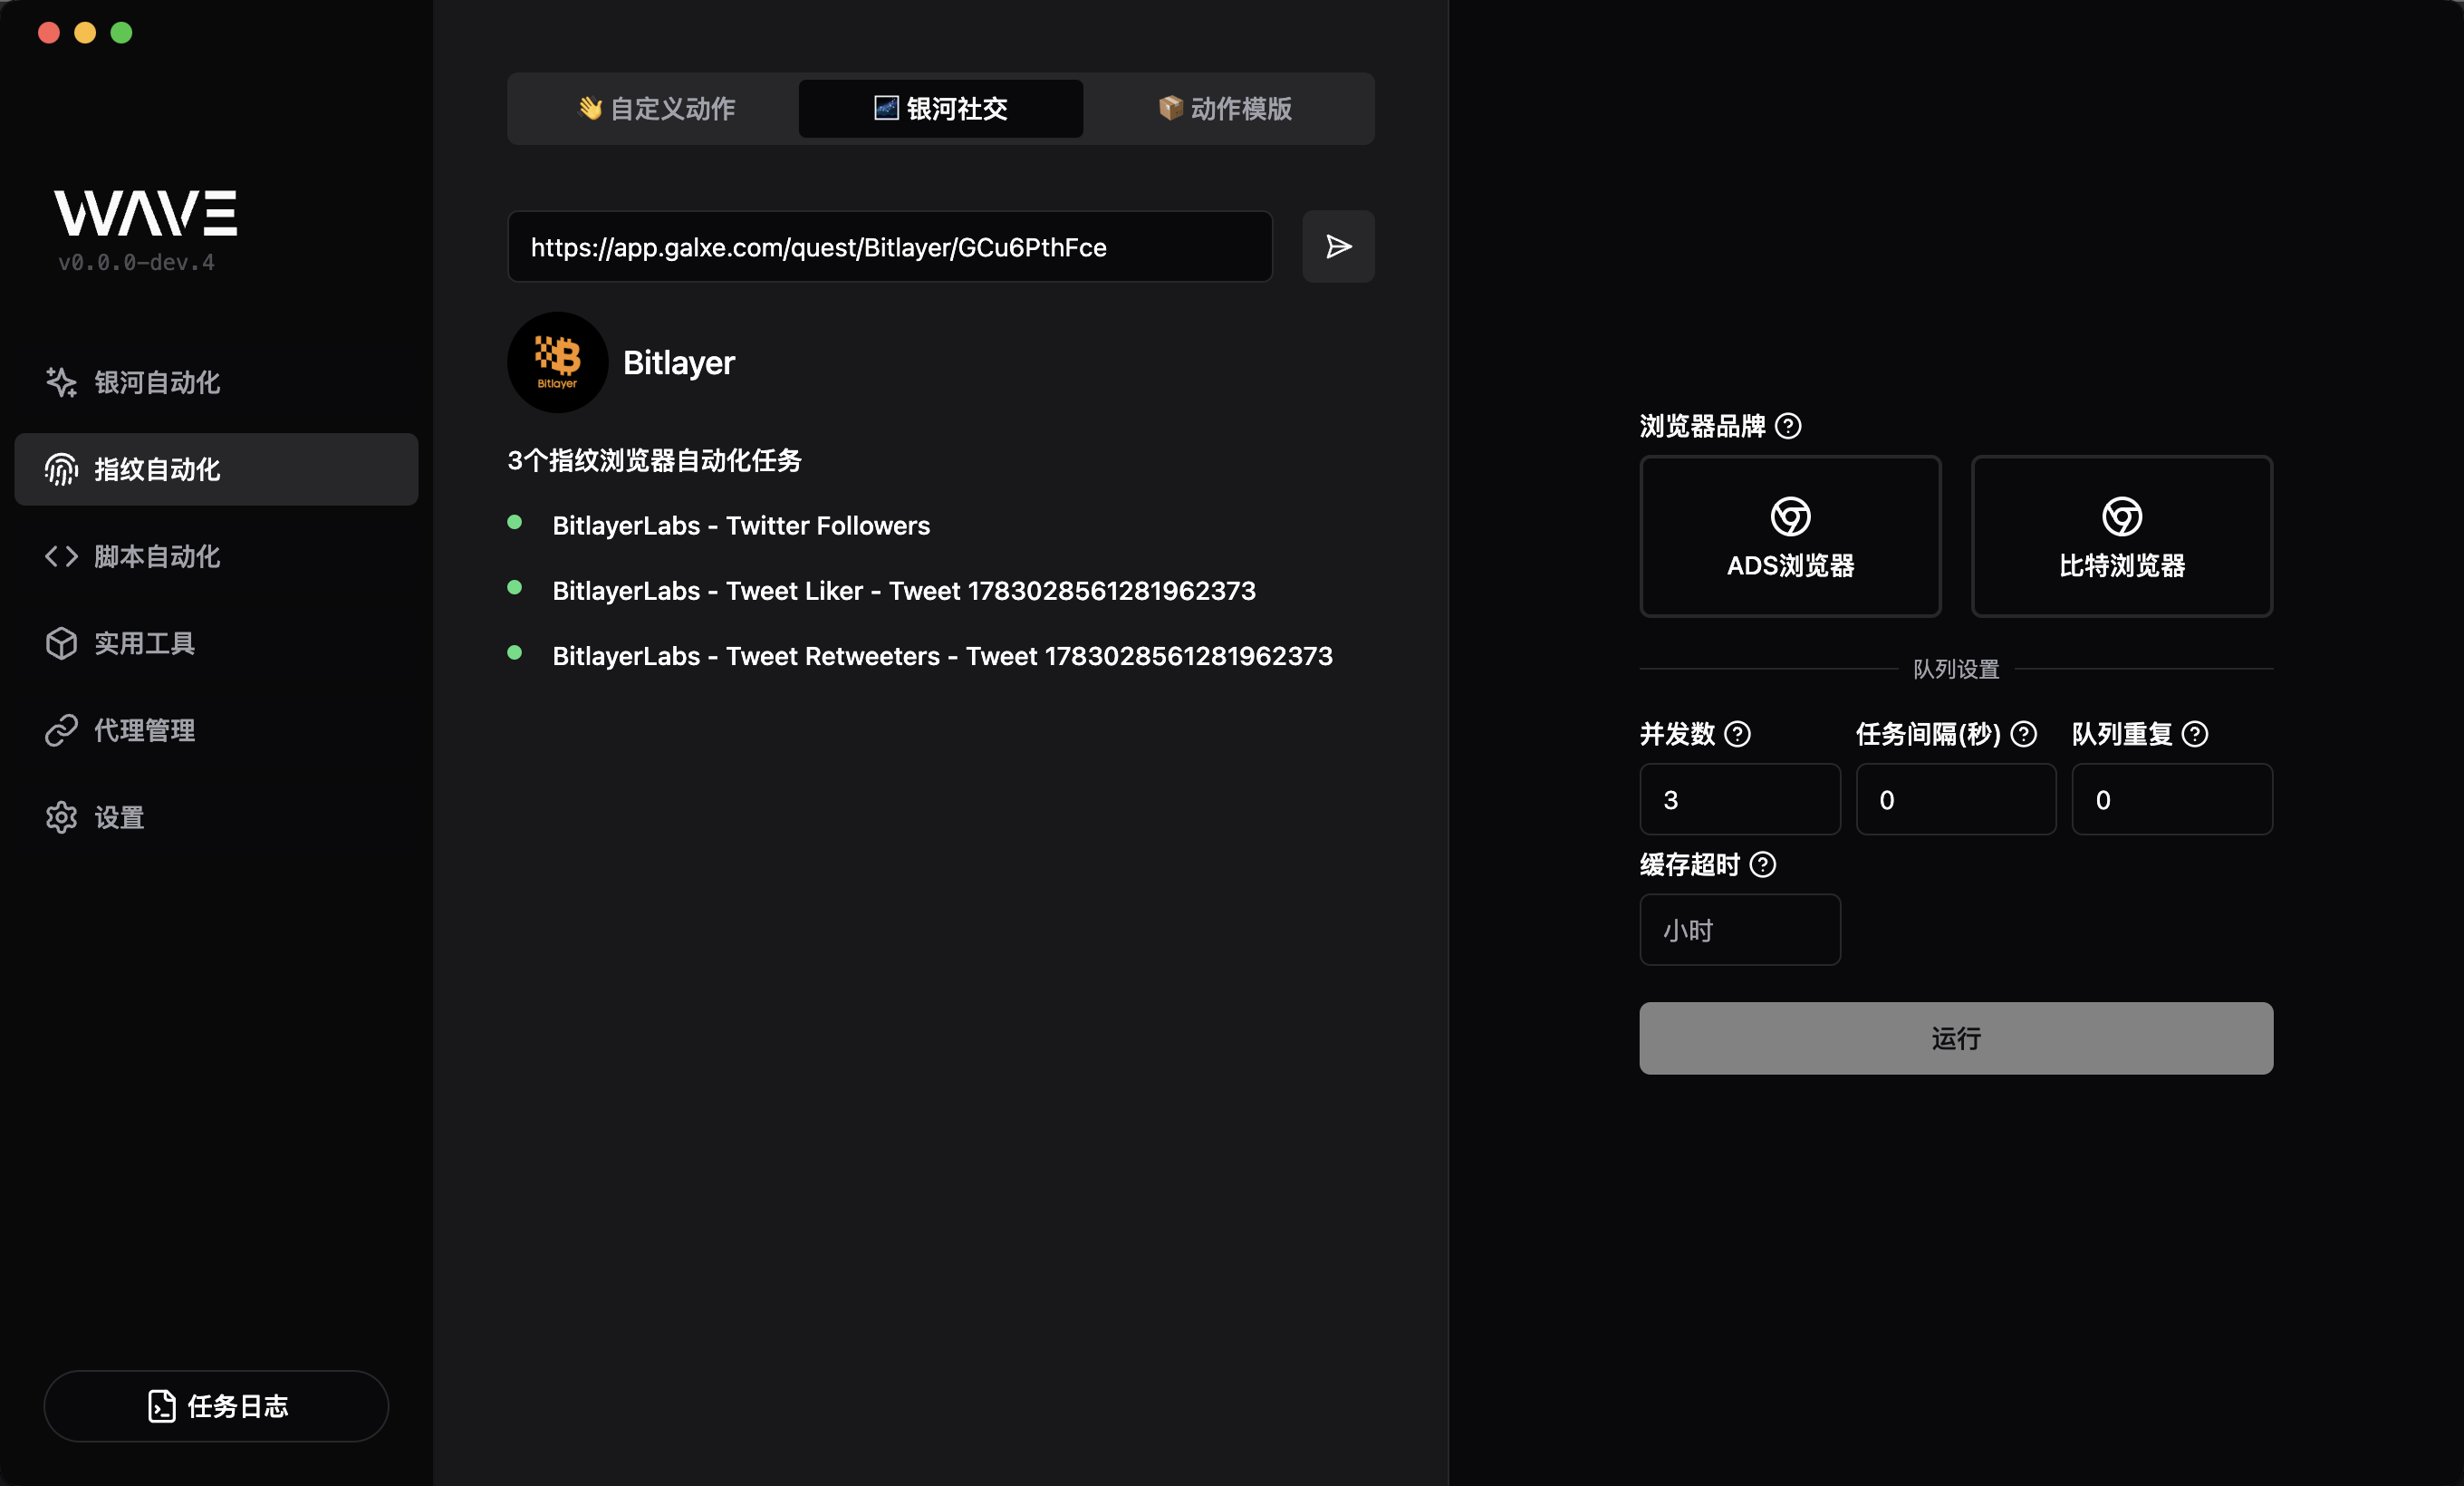 WAVE
v0.0.0-dev.4
银河自动化
指纹自动化
脚本自动化
实用工具
代理管理
设置
任务日志
👋 自定义动作
🌌 银河社交
📦 动作模版
https://app.galxe.com/quest/Bitlayer/GCu6PthFce
Bitlayer
Bitlayer
3个指纹浏览器自动化任务
BitlayerLabs - Twitter Followers
BitlayerLabs - Tweet Liker - Tweet 1783028561281962373
BitlayerLabs - Tweet Retweeters - Tweet 1783028561281962373
浏览器品牌
ADS浏览器
比特浏览器
队列设置
并发数 任务间隔(秒) 队列重复
3 0 0
缓存超时
小时
运行